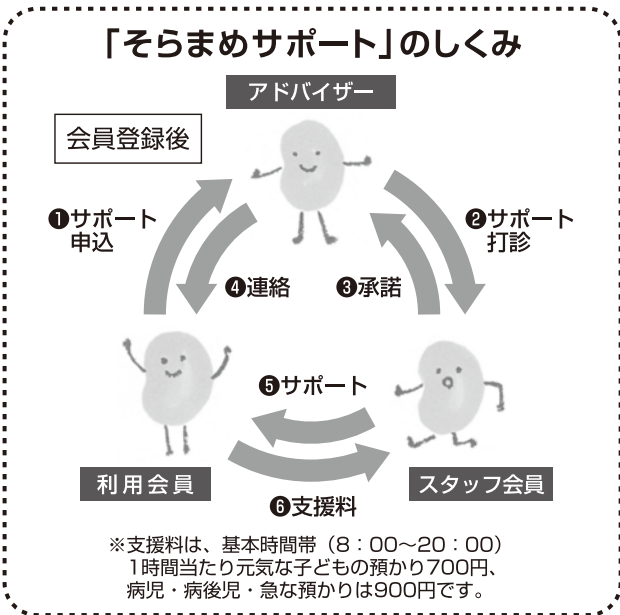 「そらまめサポート」のしくみ
アドバイザー
会員登録後
❶サポート
申込
❷サポート
打診
❹連絡
❸承諾
❺サポート
利用会員
スタッフ会員
❻支援料
※支援料は、基本時間帯（8：00～20：00）
1時間当たり元気な子どもの預かり700円、
病児・病後児・急な預かりは900円です。